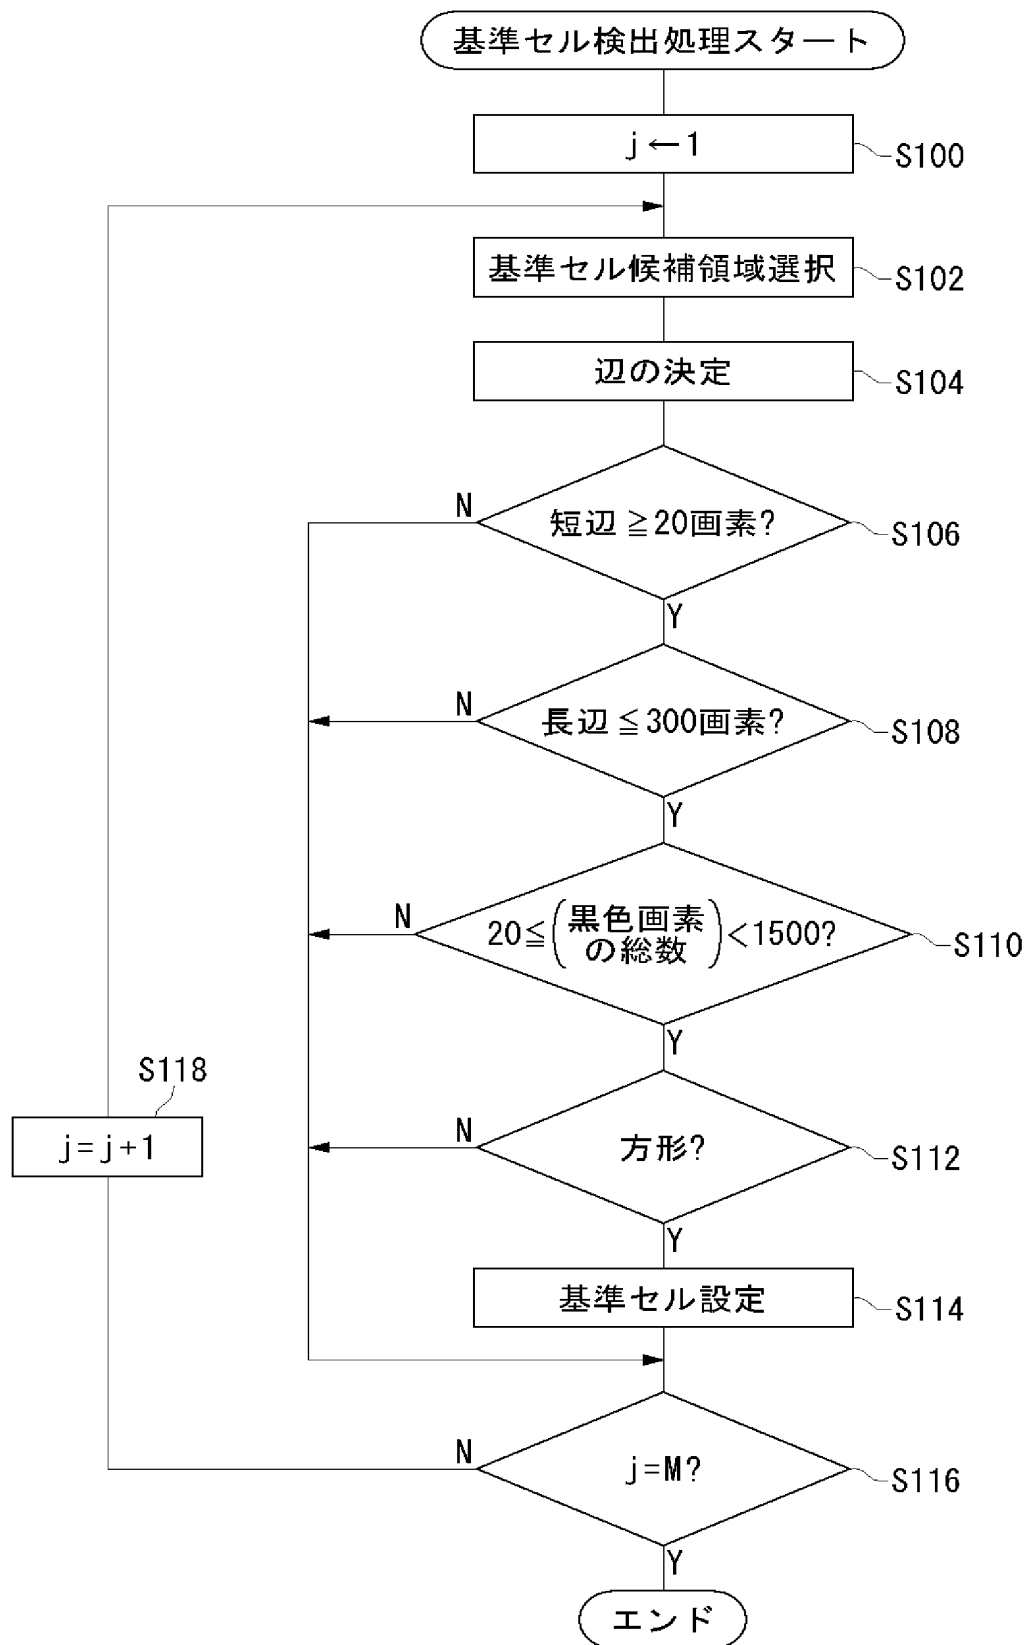 基準セル検出処理スタート
j←1
S100
基準セル候補領域選択
S102
辺の決定
S104
N
短辺≧20画素?
S106
Y
N
長辺≦300画素?
S108
Y
N
20≦(黒色画素
の総数)<1500?
S110
Y
S118
j=j+1
N
方形?
S112
Y
基準セル設定
S114
N
j=M?
S116
Y
エンド